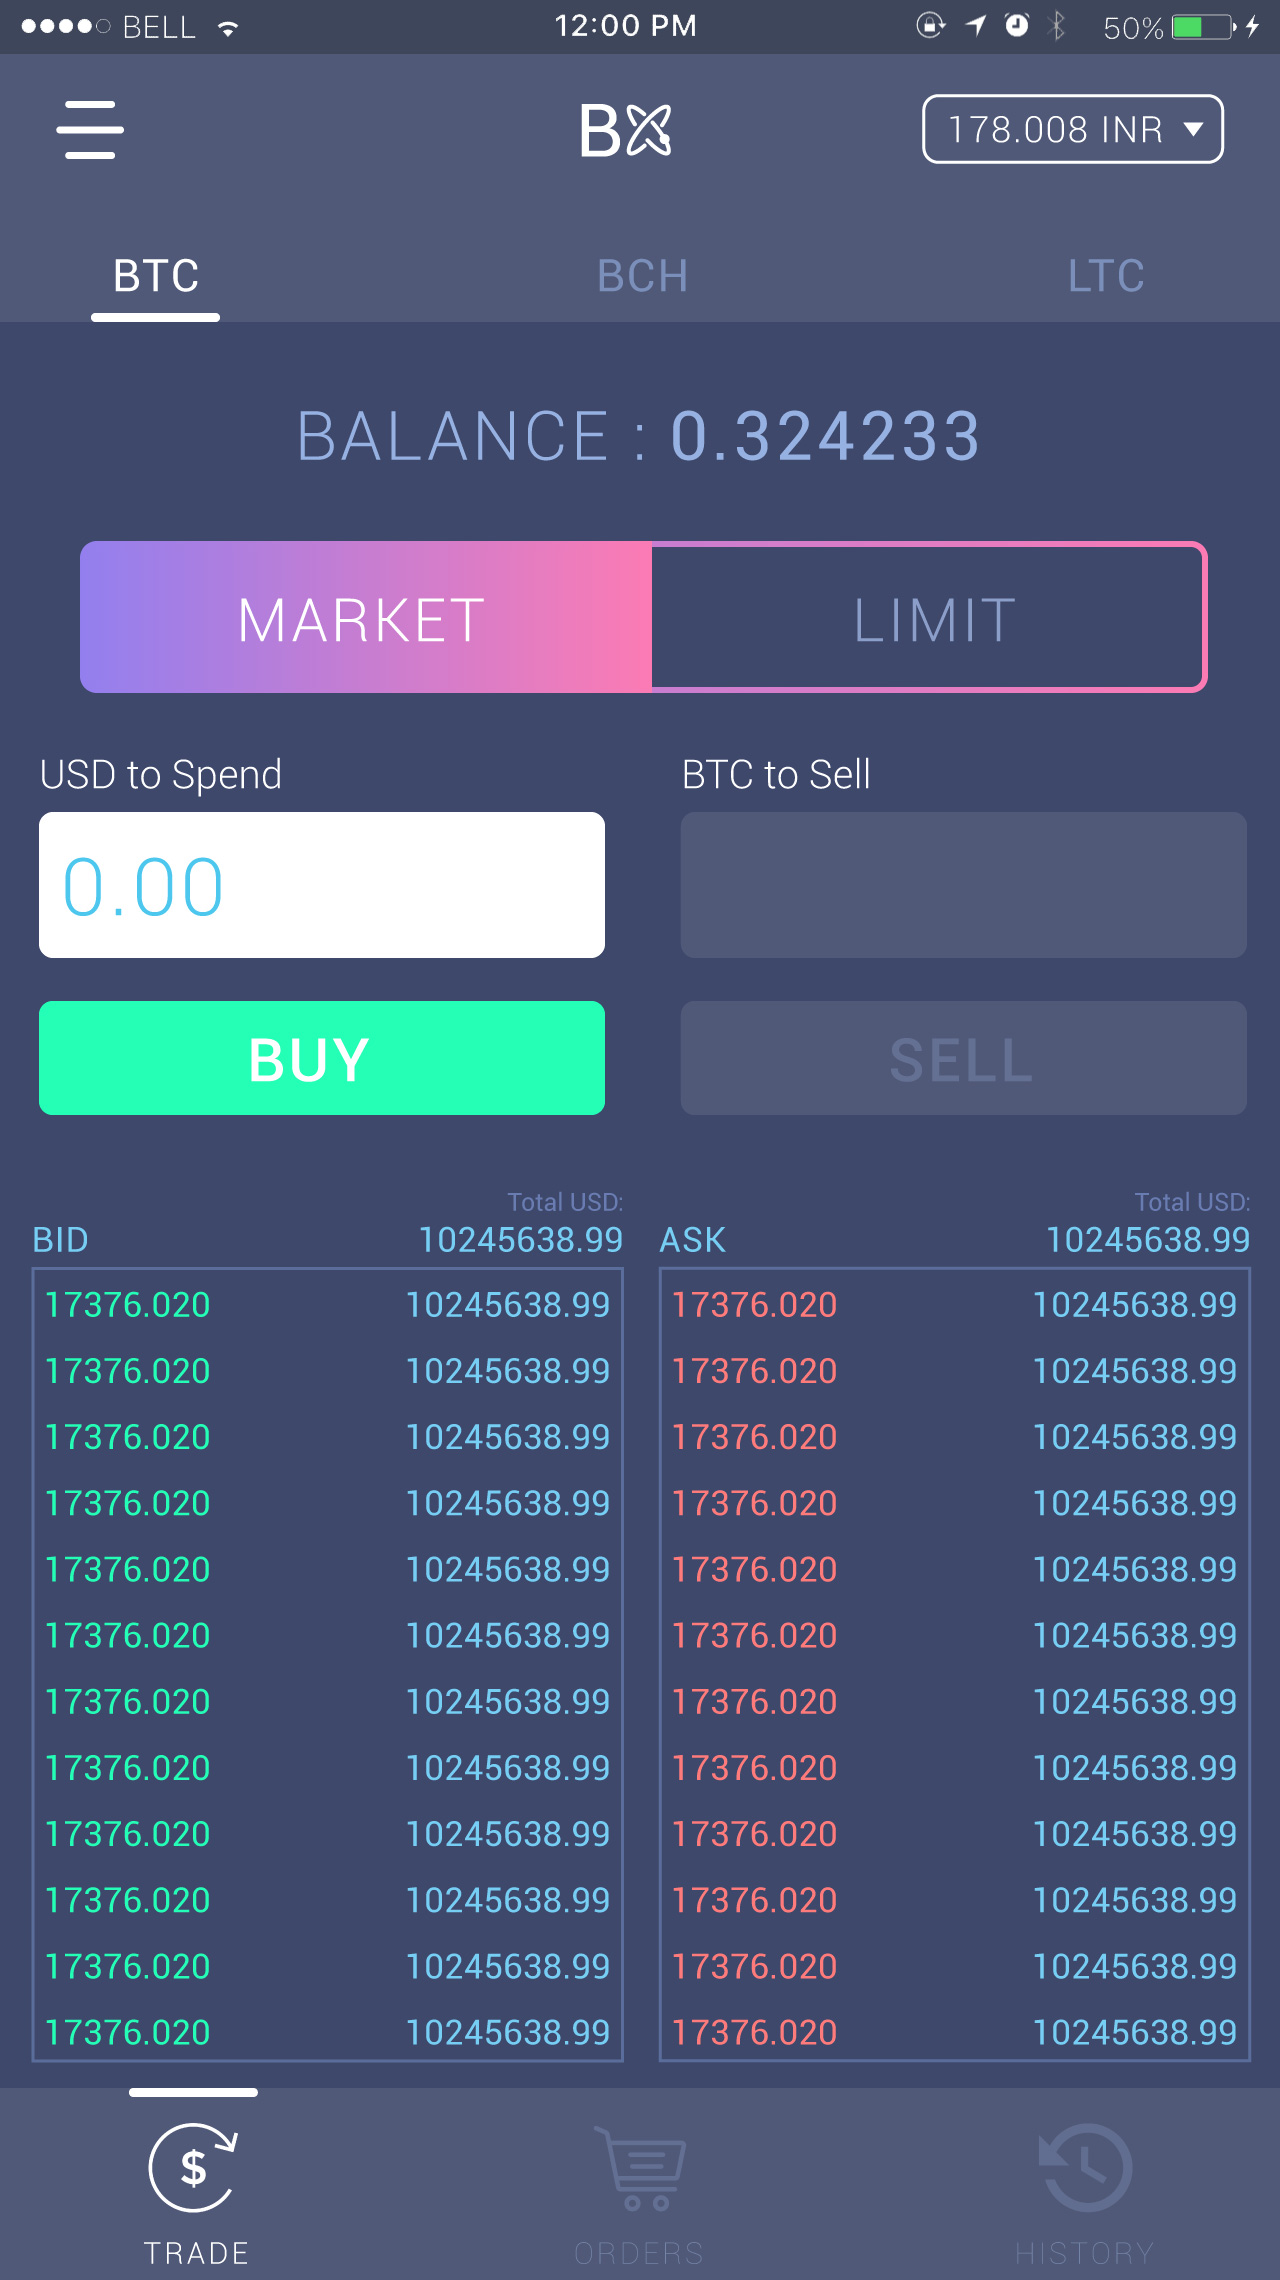 BELL 12:00 PM 50%
BX 178.008 INR
BTC BCH LTC
BALANCE : 0.324233
MARKET LIMIT
USD to Spend BTC to Sell
0.00
BUY SELL
Total USD: Total USD:
BID 10245638.99 ASK 10245638.99
17376.020 10245638.99 17376.020 10245638.99
17376.020 10245638.99 17376.020 10245638.99
17376.020 10245638.99 17376.020 10245638.99
17376.020 10245638.99 17376.020 10245638.99
17376.020 10245638.99 17376.020 10245638.99
17376.020 10245638.99 17376.020 10245638.99
17376.020 10245638.99 17376.020 10245638.99
17376.020 10245638.99 17376.020 10245638.99
17376.020 10245638.99 17376.020 10245638.99
17376.020 10245638.99 17376.020 10245638.99
17376.020 10245638.99 17376.020 10245638.99
17376.020 10245638.99 17376.020 10245638.99
$
TRADE ORDERS HISTORY